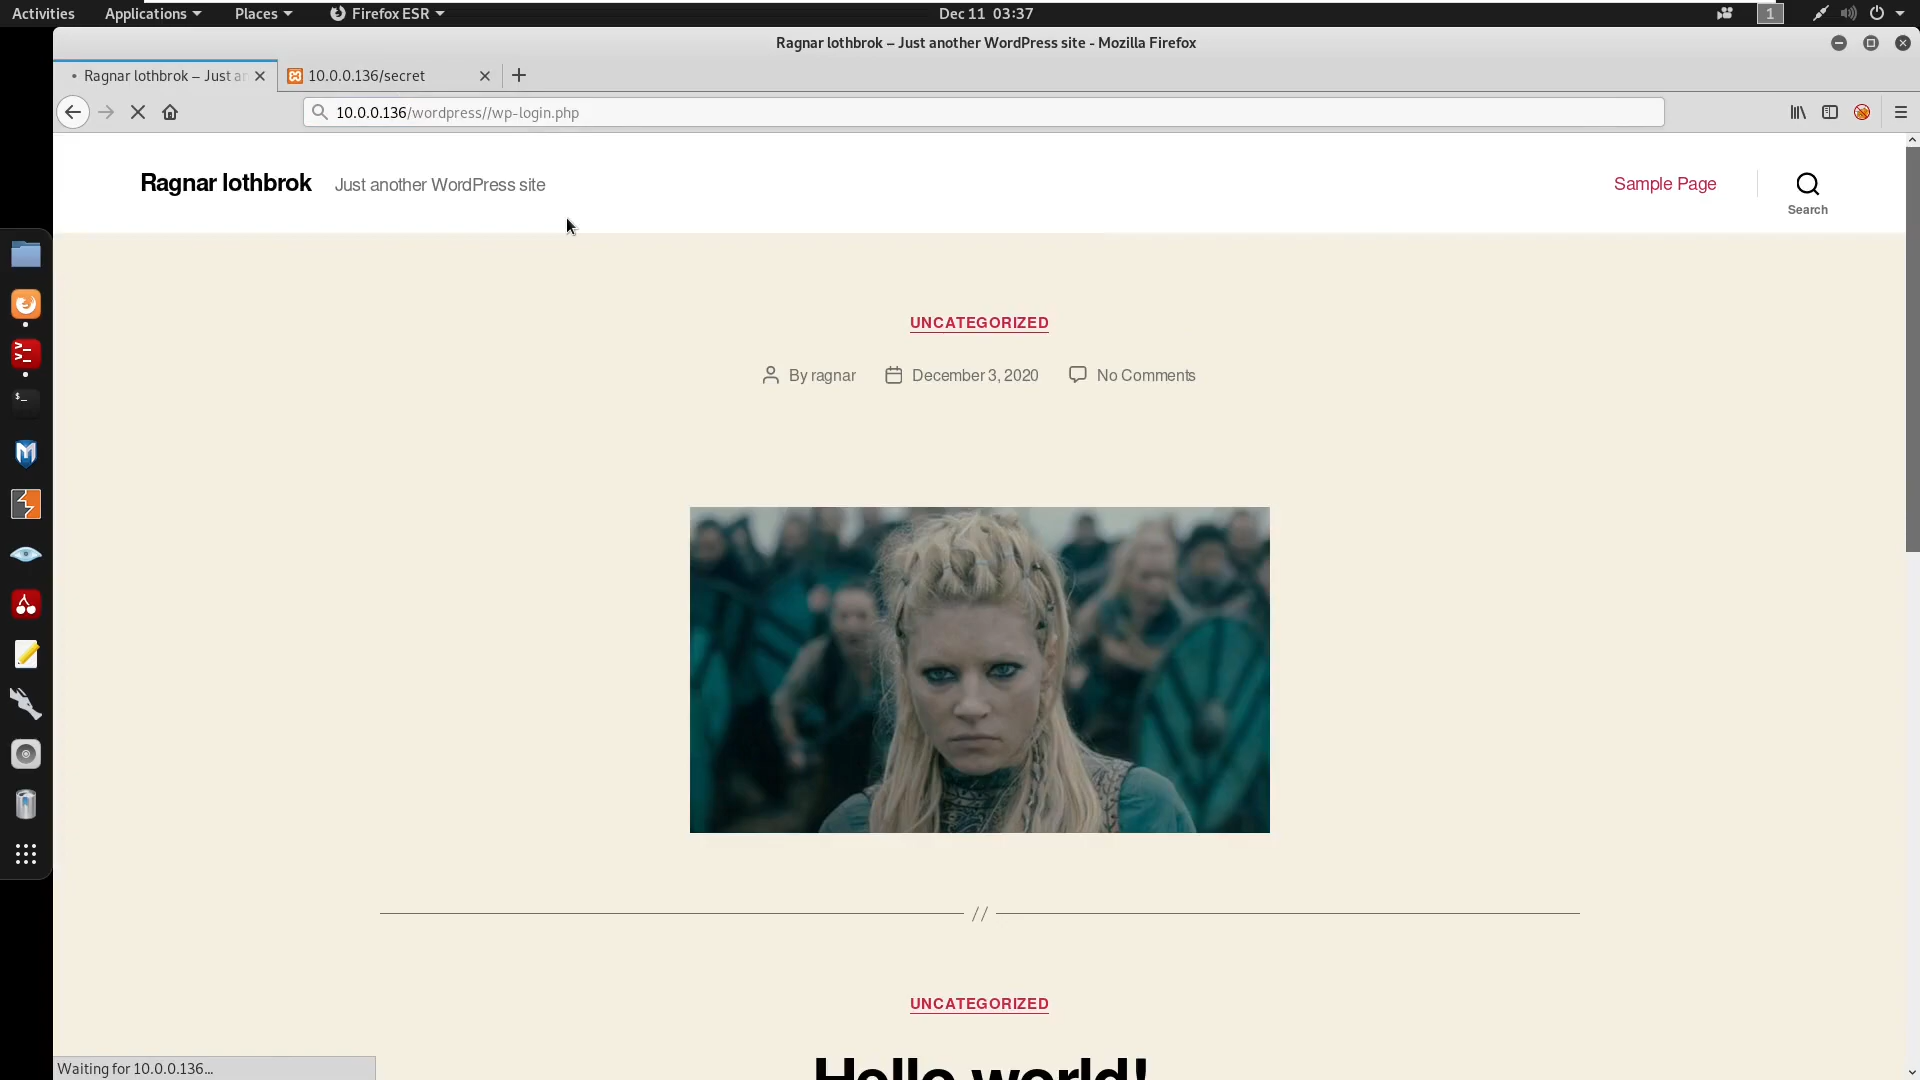 Activities Applications Places Firefox ESR Dec 11 03:37 1
Ragnar lothbrok – Just another WordPress site - Mozilla Firefox
Ragnar lothbrok – Just an 10.0.0.136/secret
10.0.0.136/wordpress//wp-login.php
Ragnar lothbrok Just another WordPress site Sample Page
Search
UNCATEGORIZED
By ragnar December 3, 2020 No Comments
//
UNCATEGORIZED
Hello world!
Waiting for 10.0.0.136...